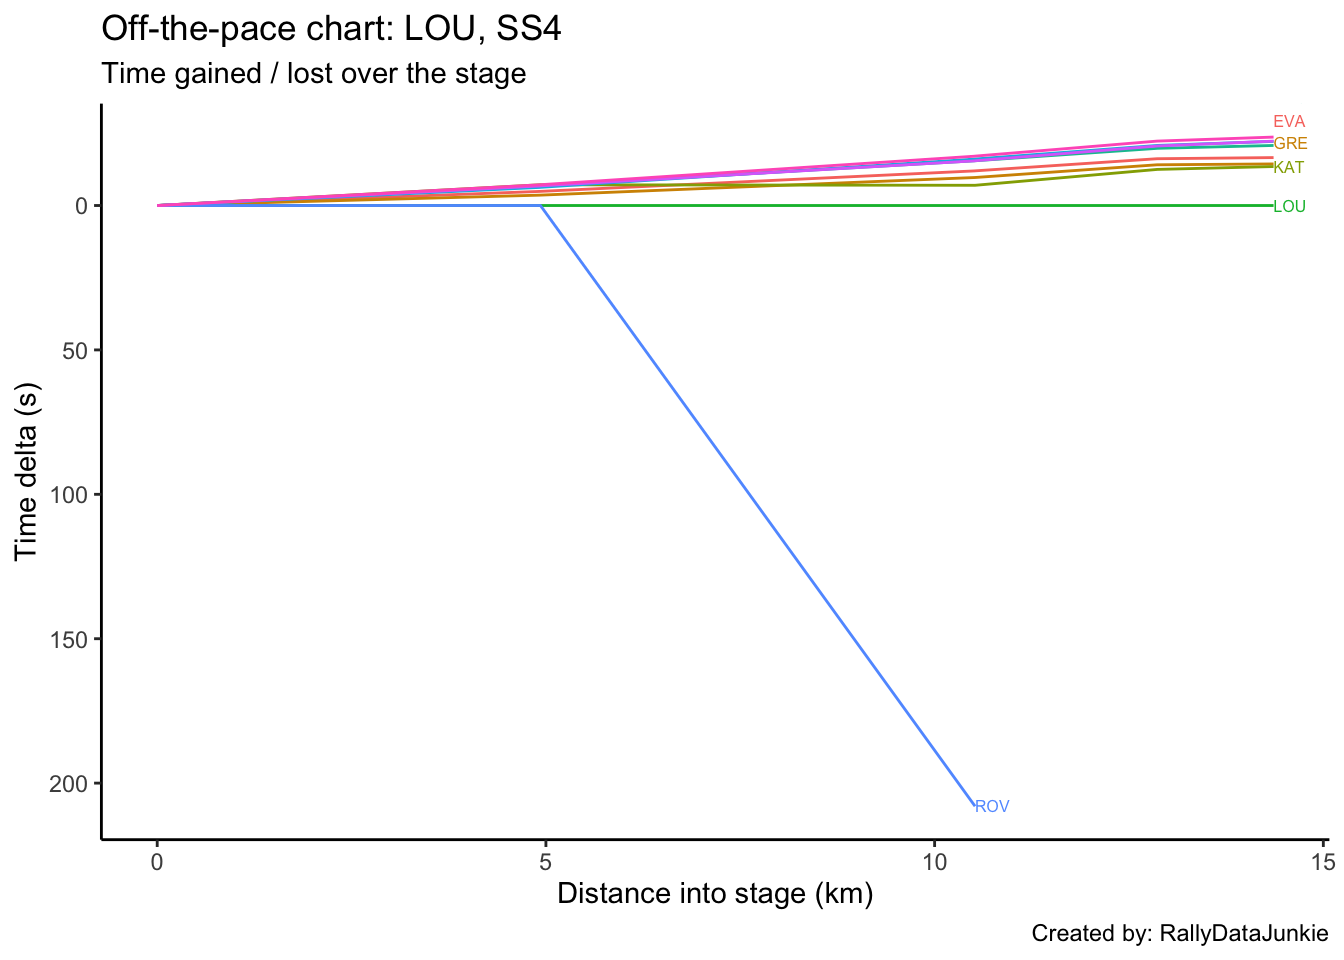 Off-the-pace chart: LOU, SS4
Time gained / lost over the stage
EVA
GRE
KAT
LOU
ROV
0
50
100
150
200
Time delta (s)
0
5
10
15
Distance into stage (km)
Created by: RallyDataJunkie